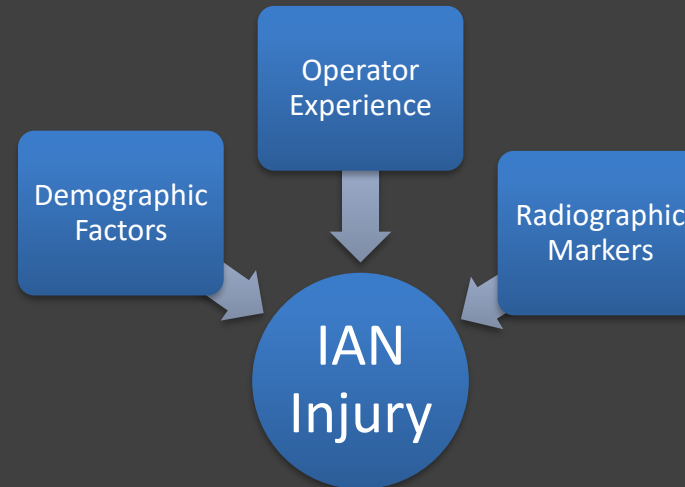 Operator
Experience
Demographic
Factors
Radiographic
Markers
IAN
Injury